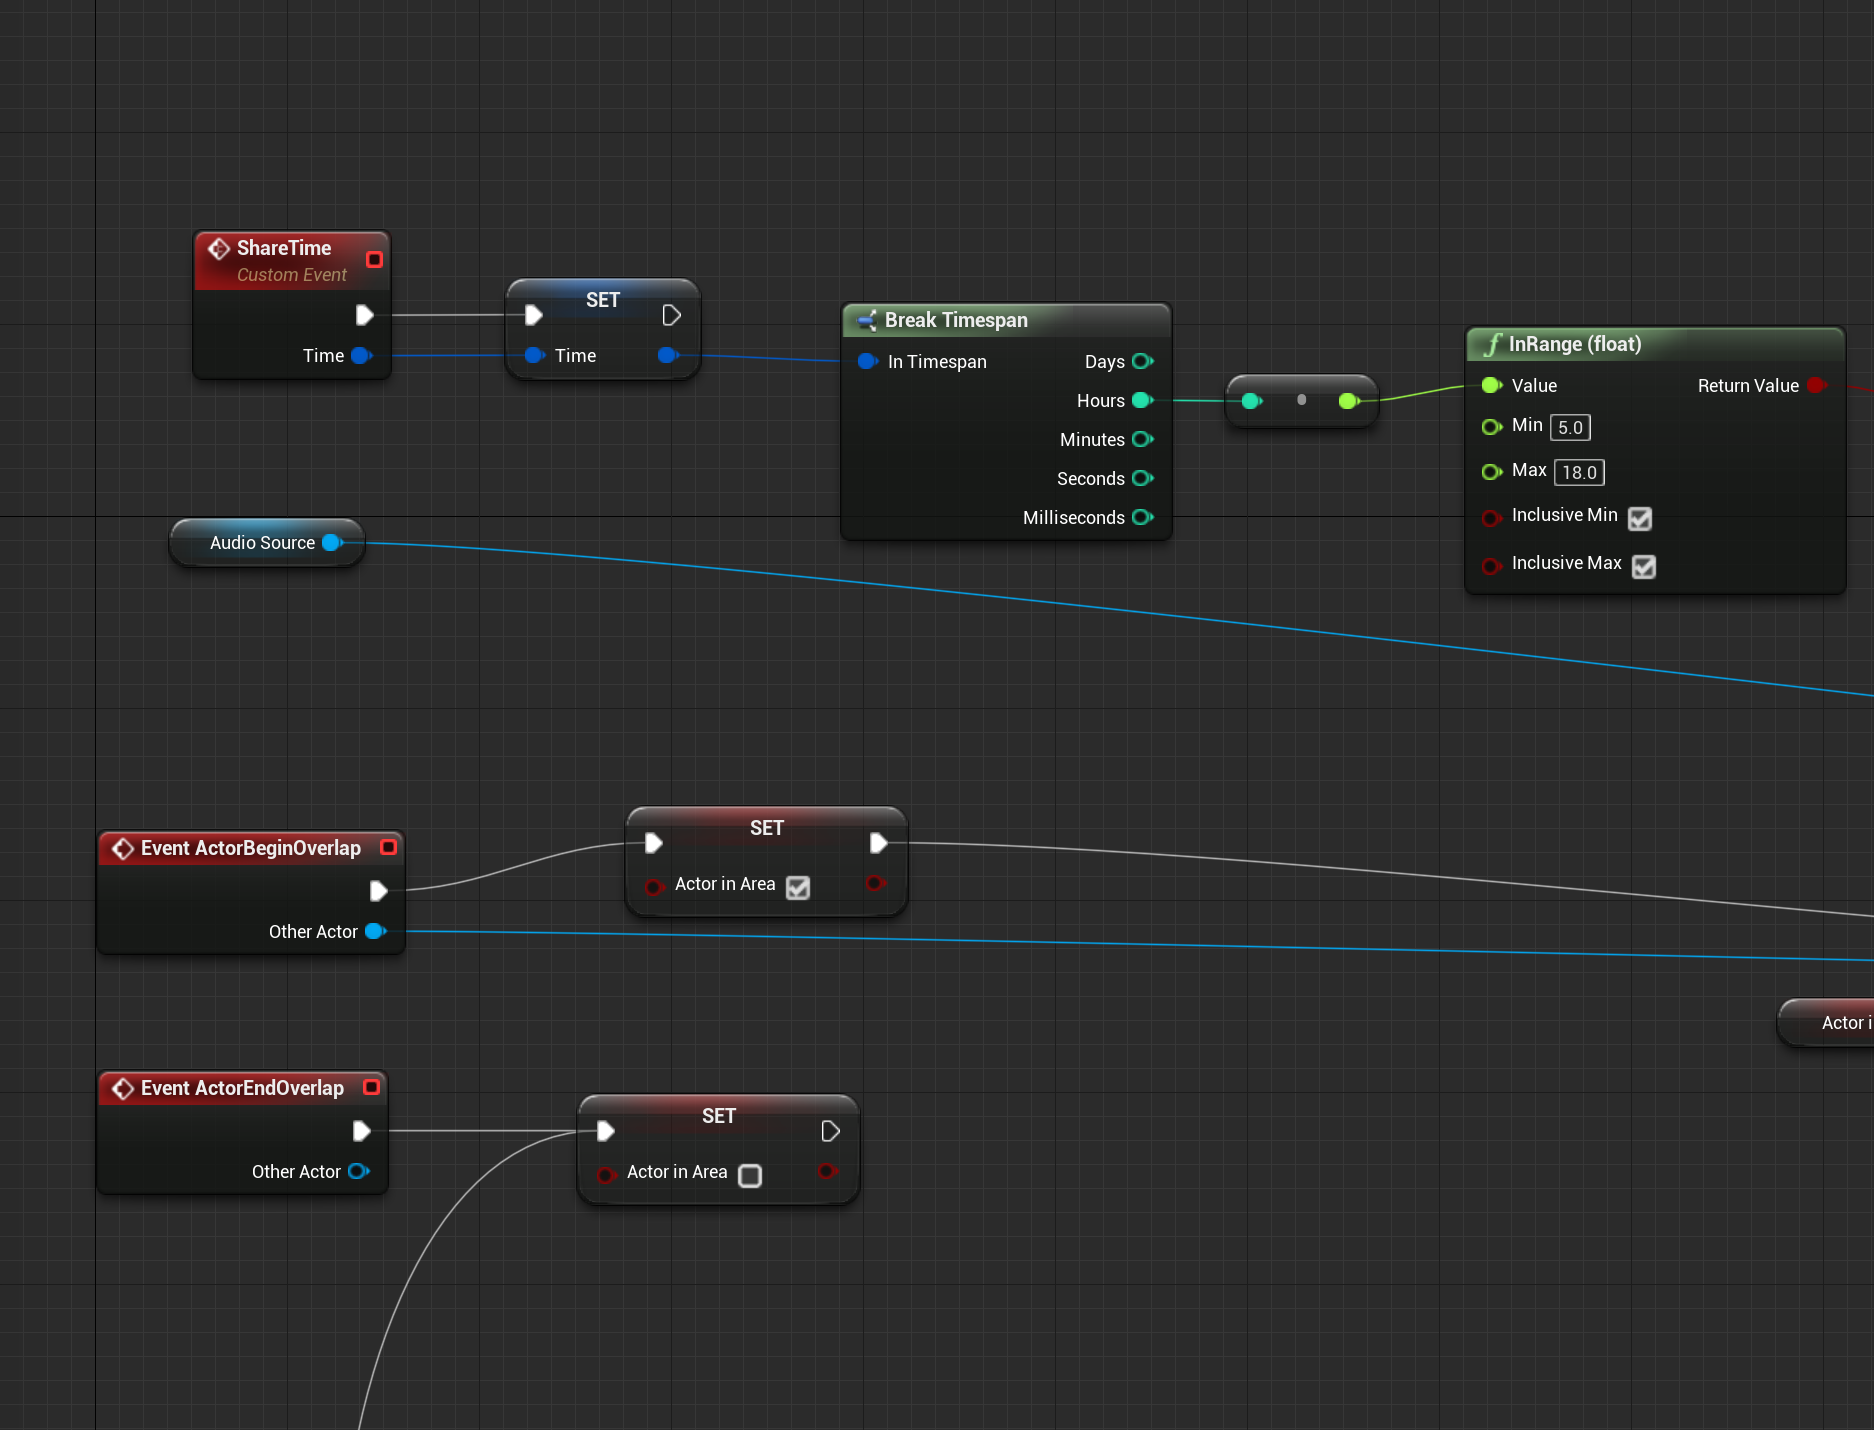 ShareTime
Custom Event
Time
SET
Time
Break Timespan
In Timespan
Days
Hours
Minutes
Seconds
Milliseconds
InRange (float)
Value
Return Value
Min 5.0
Max 18.0
Inclusive Min
Inclusive Max
Audio Source
SET
Actor in Area
Event ActorBeginOverlap
Other Actor
Actor i
Event ActorEndOverlap
Other Actor
SET
Actor in Area